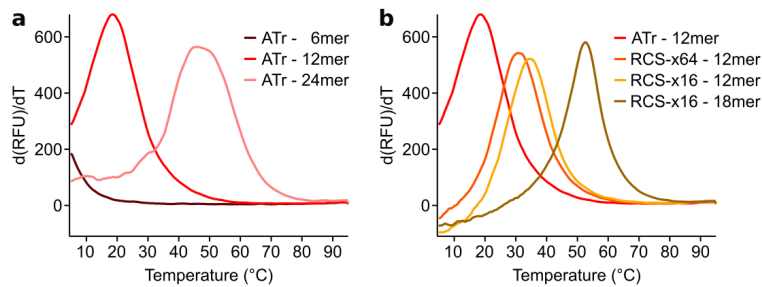 a
600
400
200
0
d(RFU)/dT
10 20 30 40 50 60 70 80 90
Temperature (°C)
ATr - 6mer
ATr - 12mer
ATr - 24mer
b
600
400
200
0
d(RFU)/dT
10 20 30 40 50 60 70 80 90
Temperature (°C)
ATr - 12mer
RCS-x64 - 12mer
RCS-x16 - 12mer
RCS-x16 - 18mer